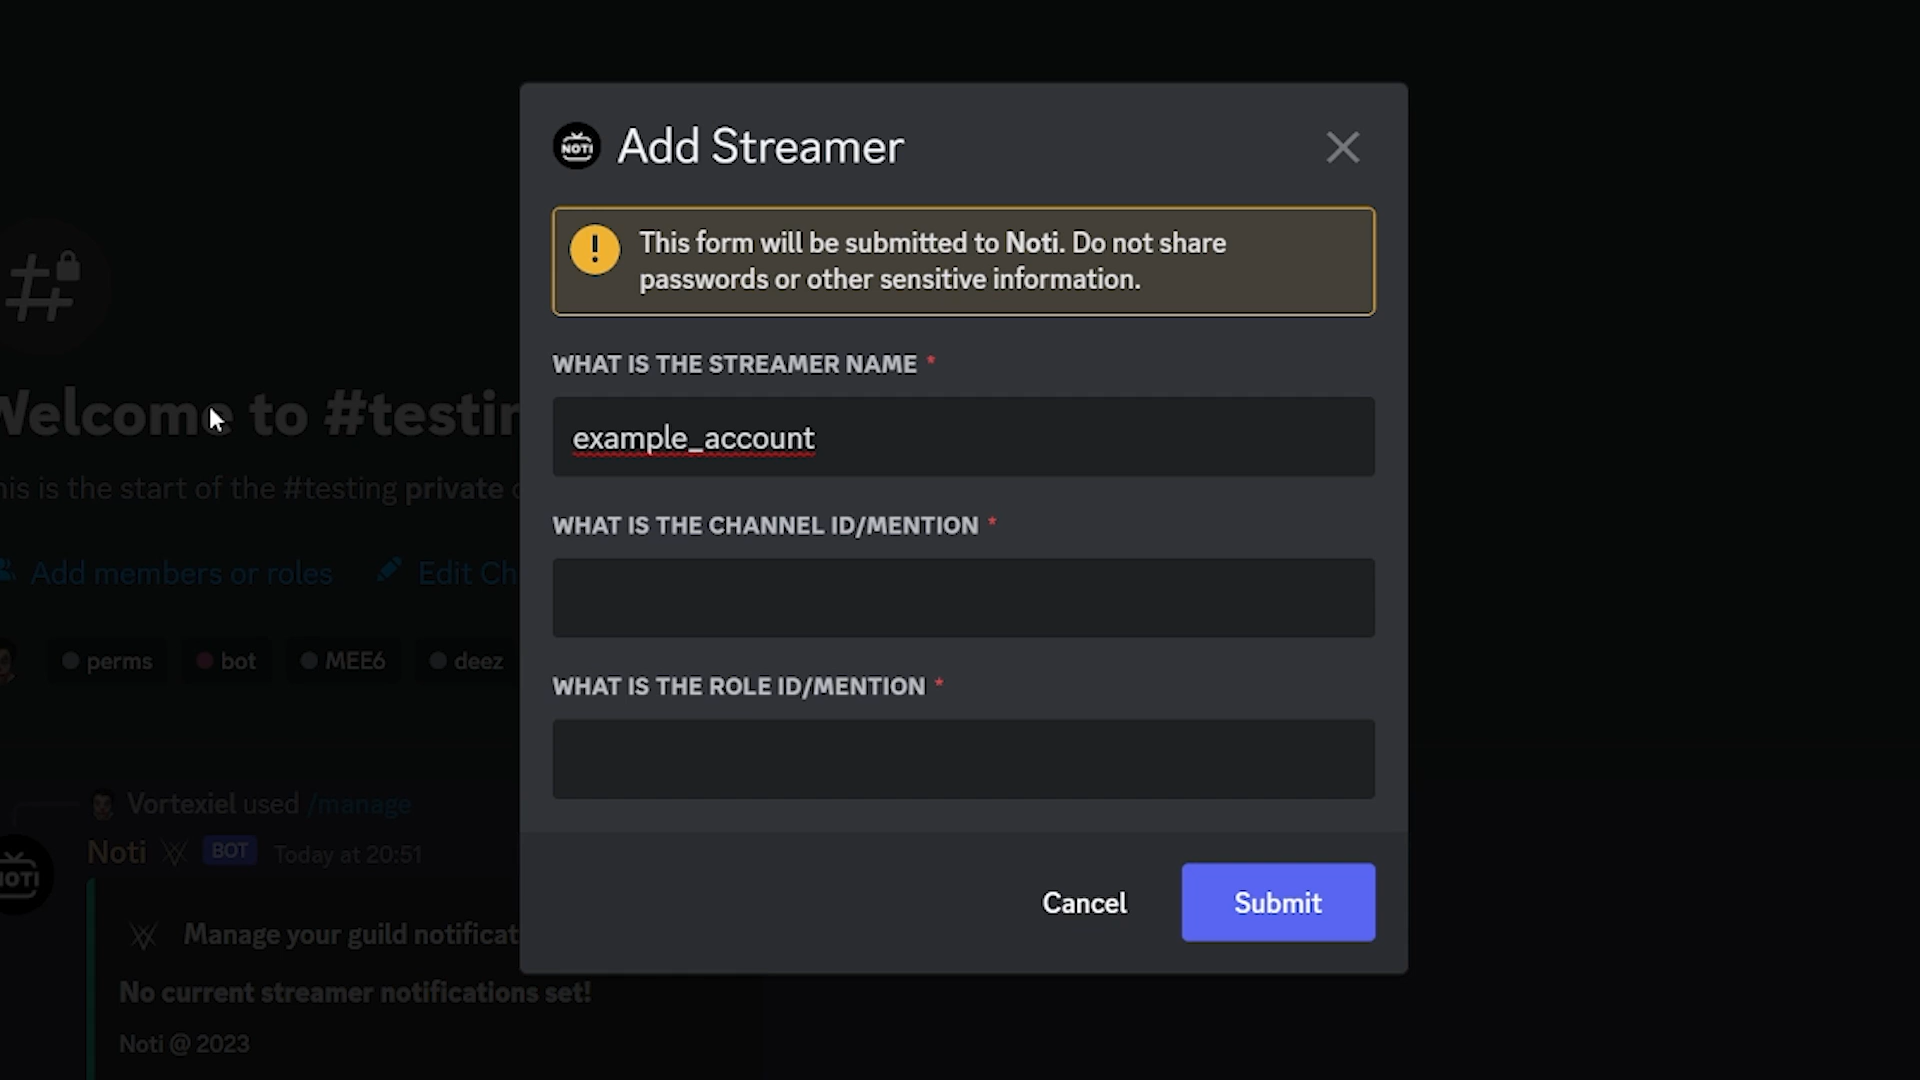 NOTI Add Streamer
This form will be submitted to Noti. Do not share
passwords or other sensitive information.
WHAT IS THE STREAMER NAME *
example_account
WHAT IS THE CHANNEL ID/MENTION *
WHAT IS THE ROLE ID/MENTION *
Cancel
Submit
Welcome to #testin
his is the start of the #testing private
Add members or roles
Edit Ch
perms
bot
MEE6
deez
Vortexiel used /manage
Noti BOT Today at 20:51
NOTI
Manage your guild notificat
No current streamer notifications set!
Noti @ 2023